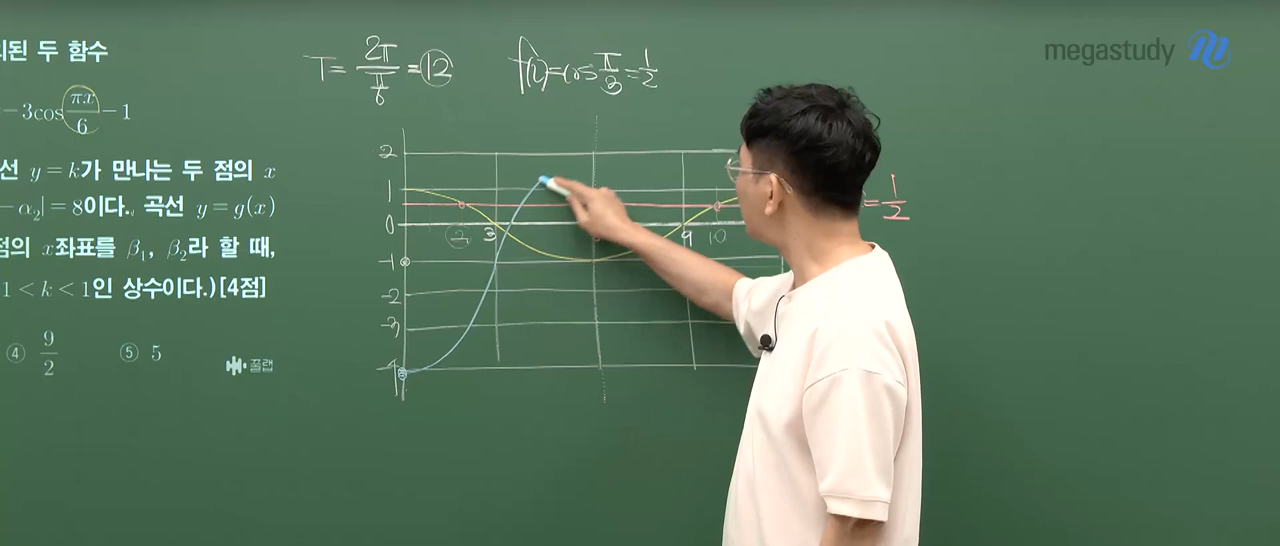 의된 두 함수
-3cos πx/6 - 1
선 y = k가 만나는 두 점의 x
- α₂| = 8이다. 곡선 y = g(x)
점의 x좌표를 β₁, β₂라 할 때,
1 < k < 1인 상수이다.) [4점]
④ 9/2 ⑤ 5
풀랩
T = 2π / (π/6) = 12
f(2) = cos π/3 = 1/2
megastudy
2
1
0
-1
-2
-3
-4
2 3 9 10
= 1/2